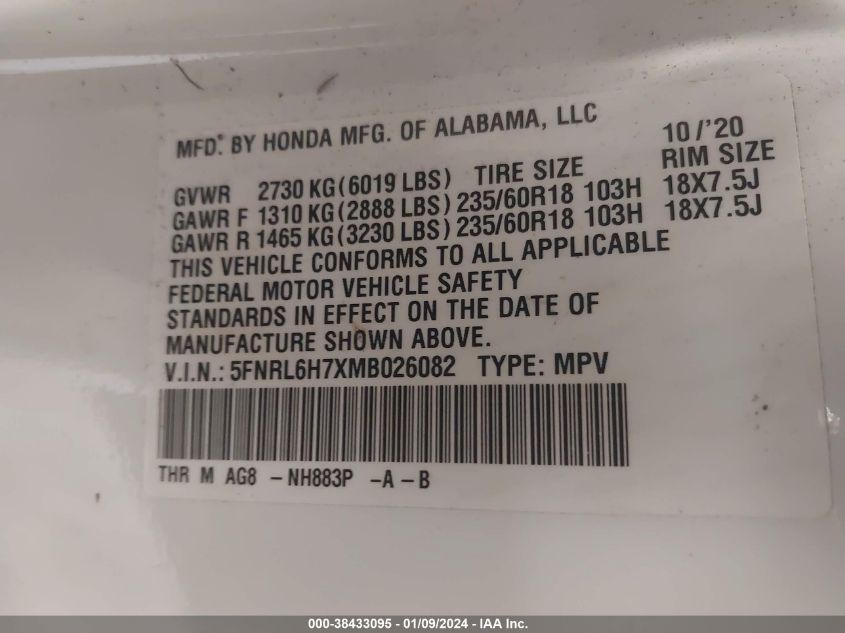 MFD. BY HONDA MFG. OF ALABAMA, LLC 10/'20
GVWR 2730 KG(6019 LBS) TIRE SIZE RIM SIZE
GAWR F 1310 KG(2888 LBS) 235/60R18 103H 18X7.5J
GAWR R 1465 KG(3230 LBS) 235/60R18 103H 18X7.5J
THIS VEHICLE CONFORMS TO ALL APPLICABLE
FEDERAL MOTOR VEHICLE SAFETY
STANDARDS IN EFFECT ON THE DATE OF
MANUFACTURE SHOWN ABOVE.
V.I.N.: 5FNRL6H7XMB026082 TYPE: MPV
THR M AG8 -NH883P -A -B
000-38433095 - 01/09/2024 - IAA Inc.